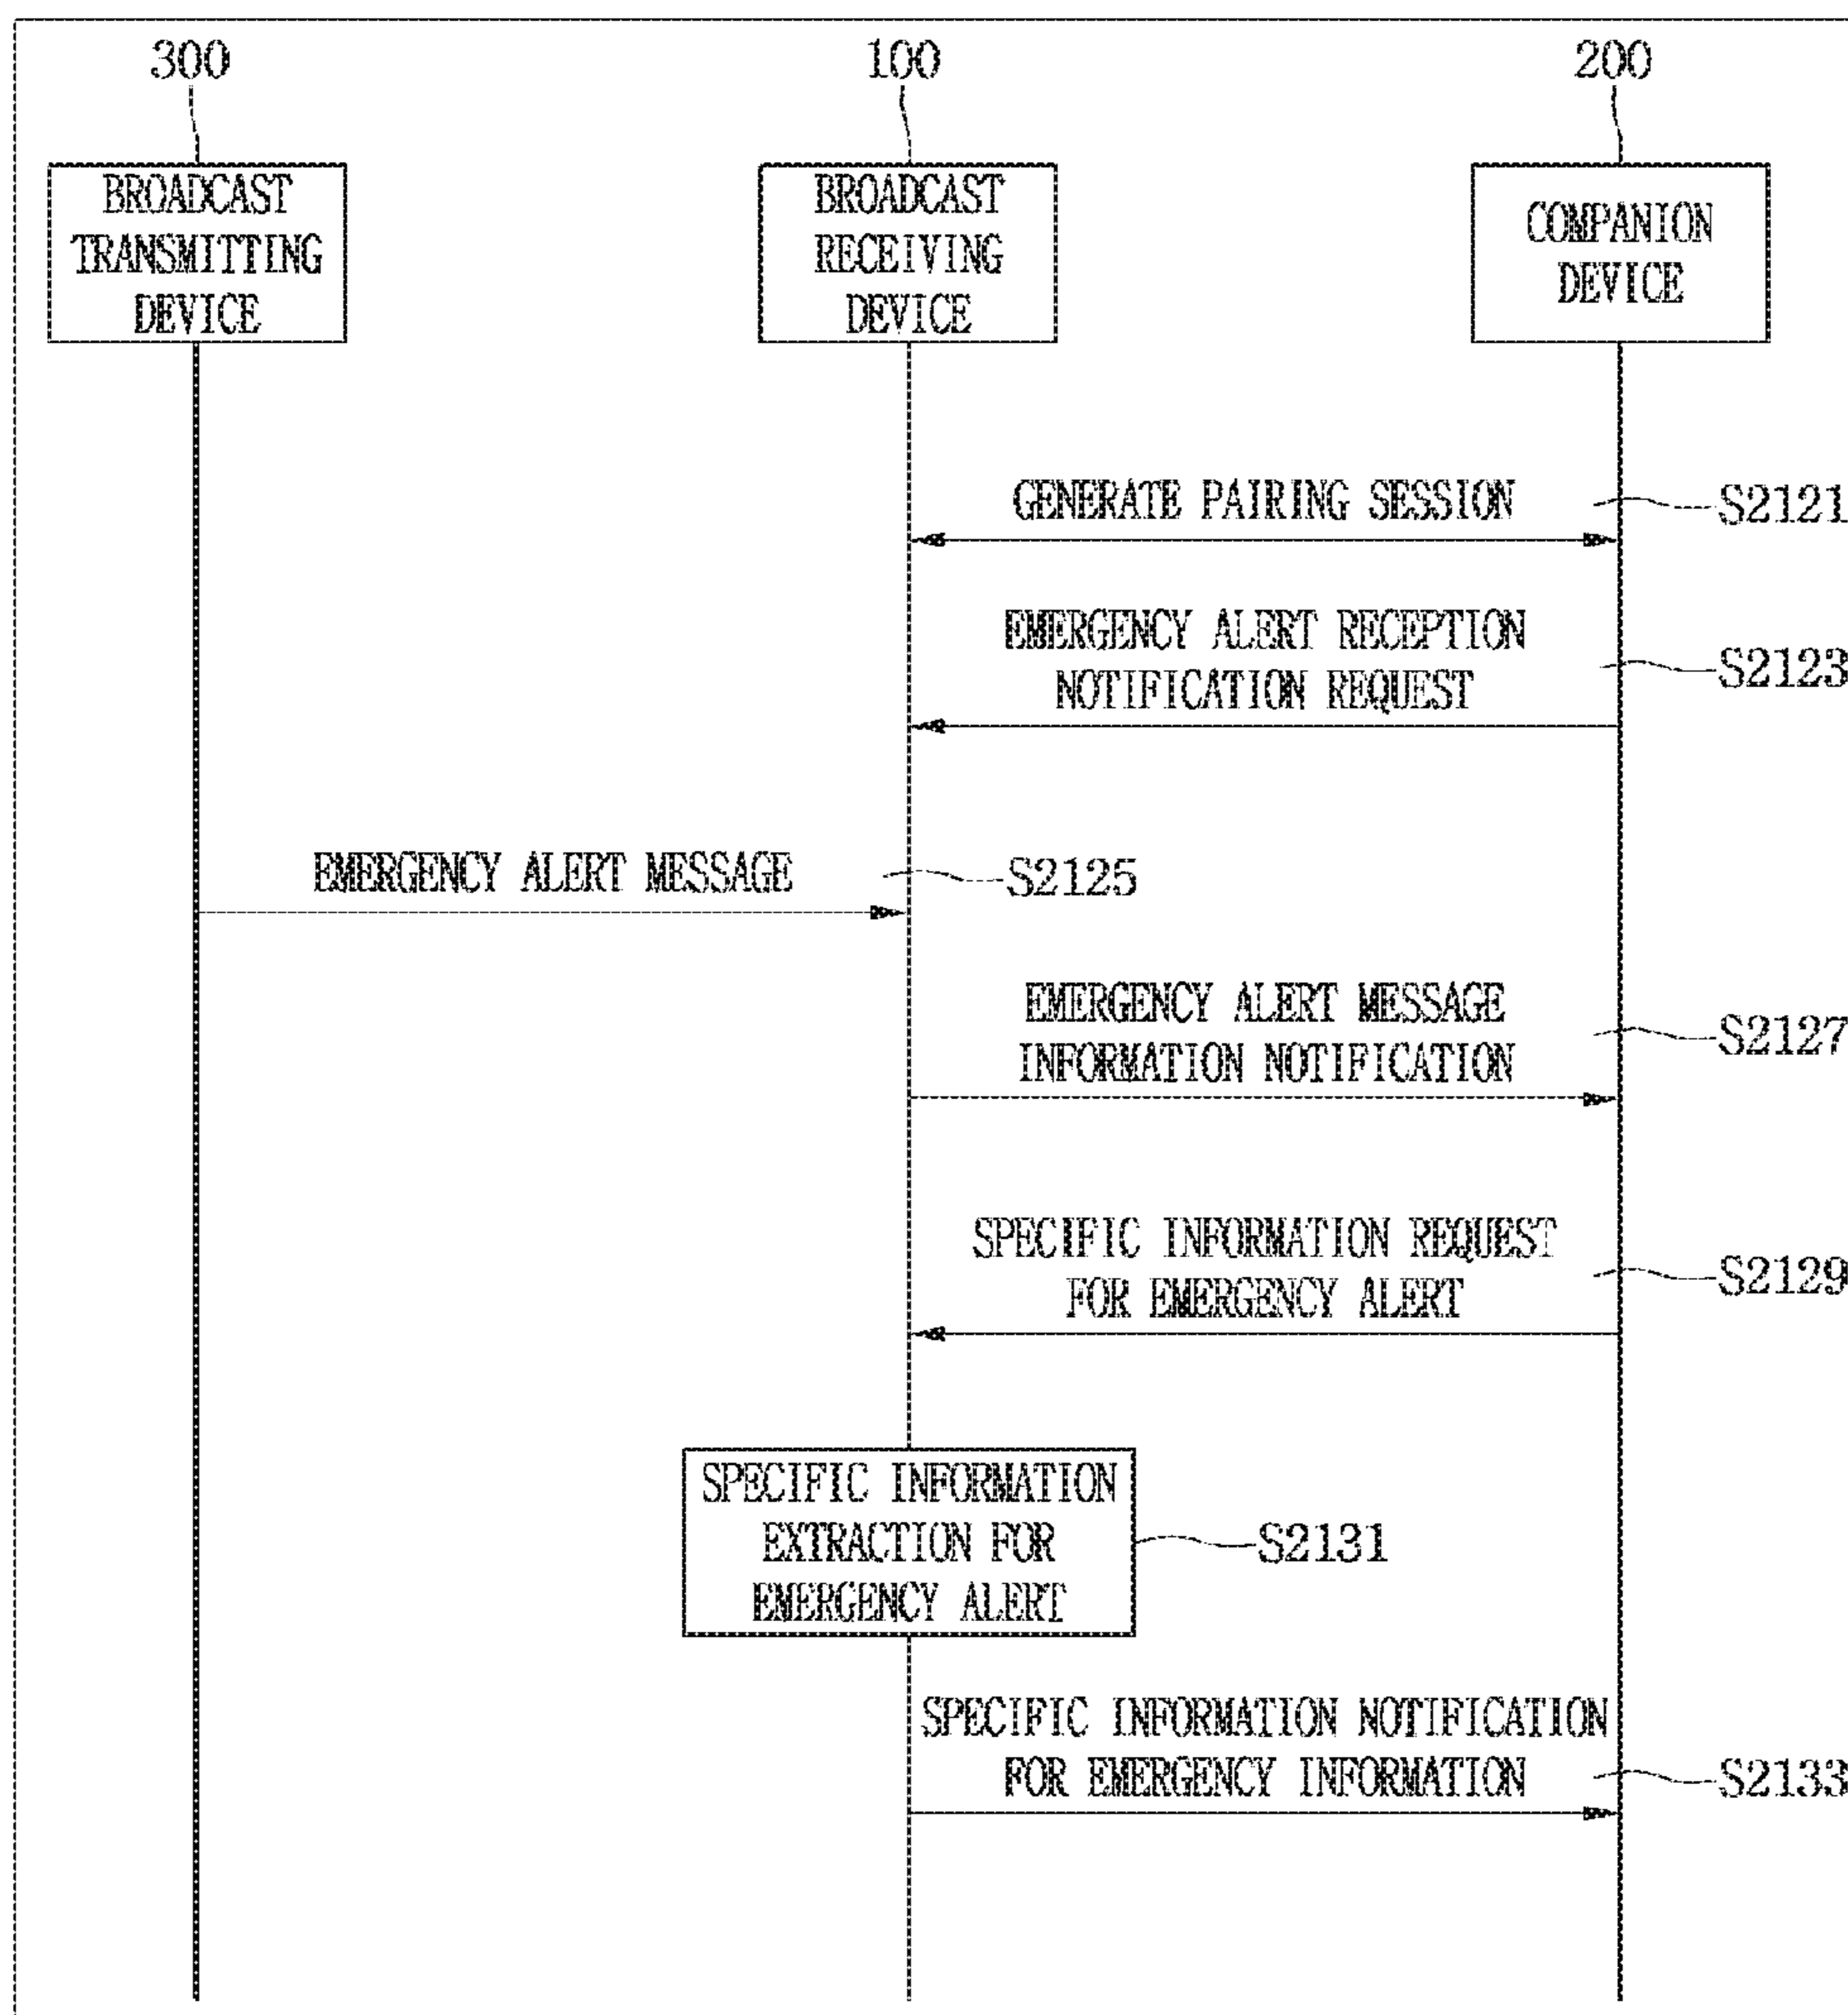 300
100
200
BROADCAST
TRANSMITTING
DEVICE
BROADCAST
RECEIVING
DEVICE
COMPANION
DEVICE
GENERATE PAIRING SESSION
S2121
EMERGENCY ALERT RECEPTION
NOTIFICATION REQUEST
S2123
EMERGENCY ALERT MESSAGE
S2125
EMERGENCY ALERT MESSAGE
INFORMATION NOTIFICATION
S2127
SPECIFIC INFORMATION REQUEST
FOR EMERGENCY ALERT
S2129
SPECIFIC INFORMATION
EXTRACTION FOR
EMERGENCY ALERT
S2131
SPECIFIC INFORMATION NOTIFICATION
FOR EMERGENCY INFORMATION
S2133